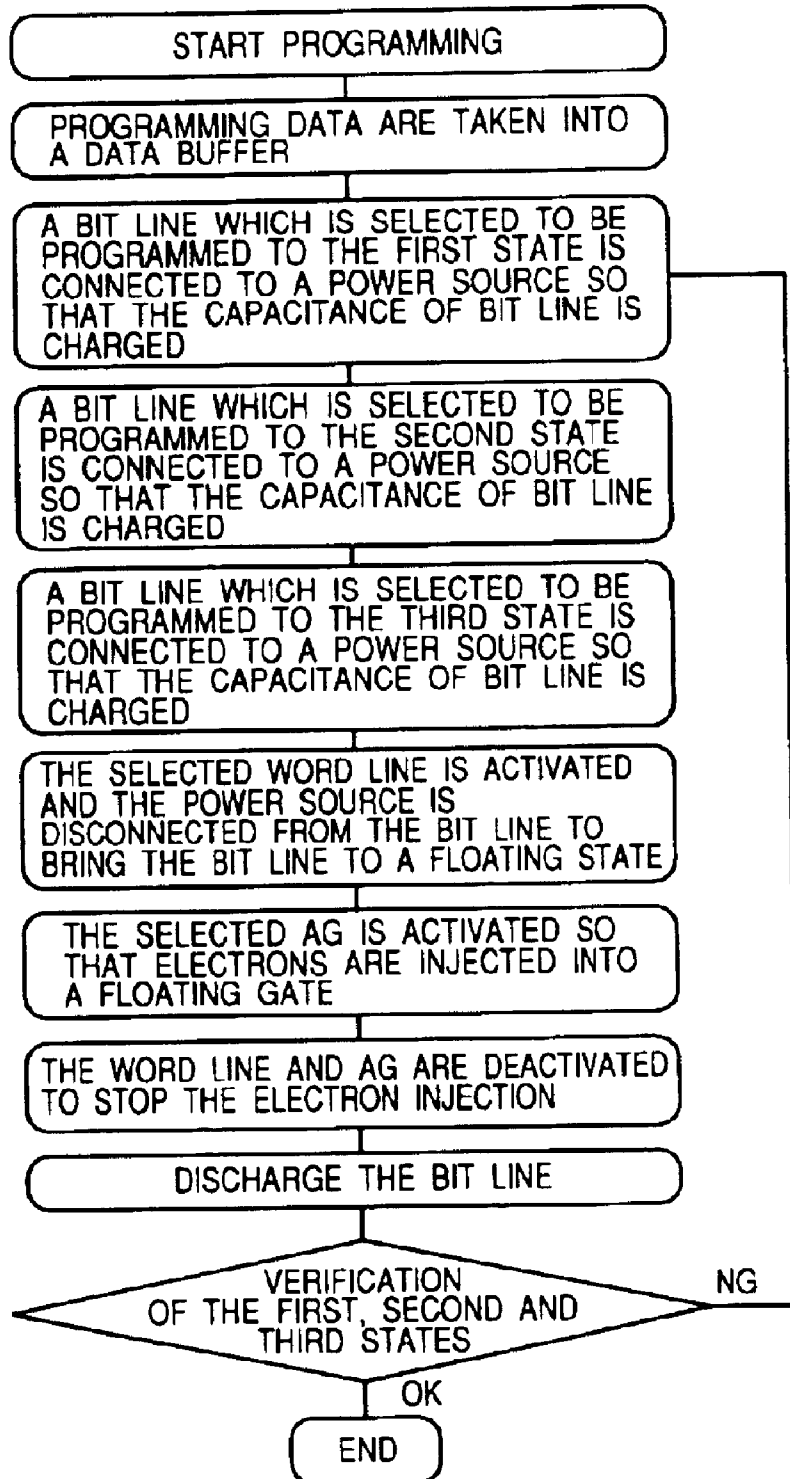 START PROGRAMMING
PROGRAMMING DATA ARE TAKEN INTO
A DATA BUFFER
A BIT LINE WHICH IS SELECTED TO BE
PROGRAMMED TO THE FIRST STATE IS
CONNECTED TO A POWER SOURCE SO
THAT THE CAPACITANCE OF BIT LINE IS
CHARGED
A BIT LINE WHICH IS SELECTED TO BE
PROGRAMMED TO THE SECOND STATE
IS CONNECTED TO A POWER SOURCE
SO THAT THE CAPACITANCE OF BIT LINE
IS CHARGED
A BIT LINE WHICH IS SELECTED TO BE
PROGRAMMED TO THE THIRD STATE IS
CONNECTED TO A POWER SOURCE SO
THAT THE CAPACITANCE OF BIT LINE IS
CHARGED
THE SELECTED WORD LINE IS ACTIVATED
AND THE POWER SOURCE IS
DISCONNECTED FROM THE BIT LINE TO
BRING THE BIT LINE TO A FLOATING STATE
THE SELECTED AG IS ACTIVATED SO
THAT ELECTRONS ARE INJECTED INTO
A FLOATING GATE
THE WORD LINE AND AG ARE DEACTIVATED
TO STOP THE ELECTRON INJECTION
DISCHARGE THE BIT LINE
VERIFICATION
OF THE FIRST, SECOND AND
THIRD STATES
NG
OK
END